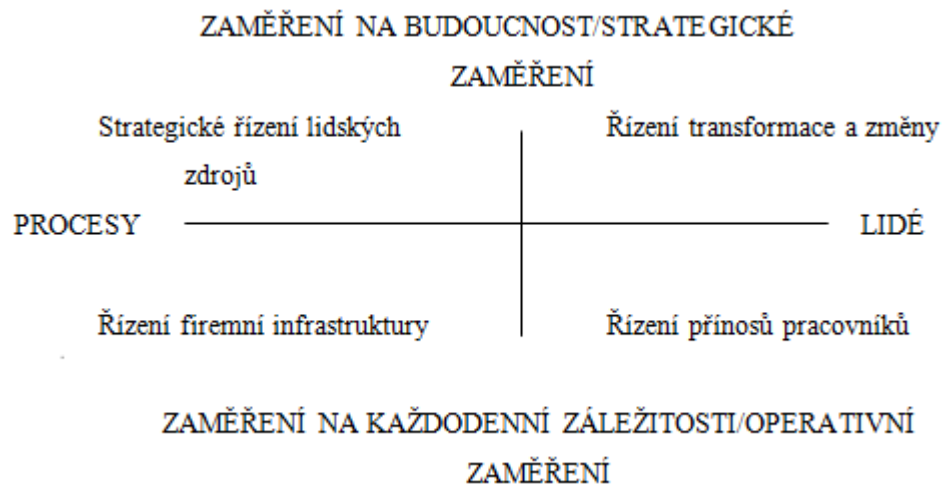 ZAMĚŘENÍ NA BUDOUCNOST/STRATEGICKÉ
ZAMĚŘENÍ
Strategické řízení lidských
zdrojů
Řízení transformace a změny
PROCESY
LIDÉ
Řízení firemní infrastruktury
Řízení přínosů pracovníků
ZAMĚŘENÍ NA KAŽDODENNÍ ZÁLEŽITOSTI/OPERATIVNÍ
ZAMĚŘENÍ